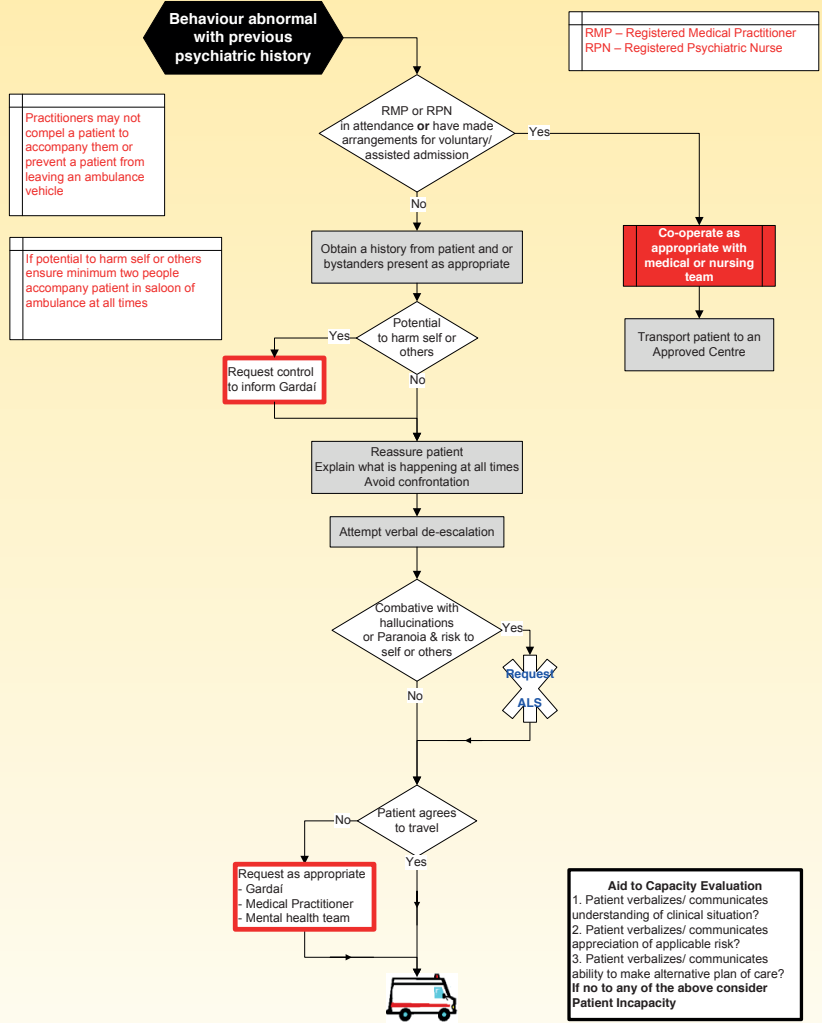 Behaviour abnormal
with previous
psychiatric history
RMP – Registered Medical Practitioner
RPN – Registered Psychiatric Nurse
Practitioners may not
compel a patient to
accompany them or
prevent a patient from
leaving an ambulance
vehicle
RMP or RPN
in attendance or have made
arrangements for voluntary/
assisted admission
Yes
No
If potential to harm self or others
ensure minimum two people
accompany patient in saloon of
ambulance at all times
Obtain a history from patient and or
bystanders present as appropriate
Co-operate as
appropriate with
medical or nursing
team
Transport patient to an
Approved Centre
Potential
to harm self or
others
Yes
No
Request control
to inform Gardaí
Reassure patient
Explain what is happening at all times
Avoid confrontation
Attempt verbal de-escalation
Combative with
hallucinations
or Paranoia & risk to
self or others
Yes
No
Request
ALS
Patient agrees
to travel
No
Yes
Request as appropriate
- Gardaí
- Medical Practitioner
- Mental health team
Aid to Capacity Evaluation
1. Patient verbalizes/ communicates
understanding of clinical situation?
2. Patient verbalizes/ communicates
appreciation of applicable risk?
3. Patient verbalizes/ communicates
ability to make alternative plan of care?
If no to any of the above consider
Patient Incapacity